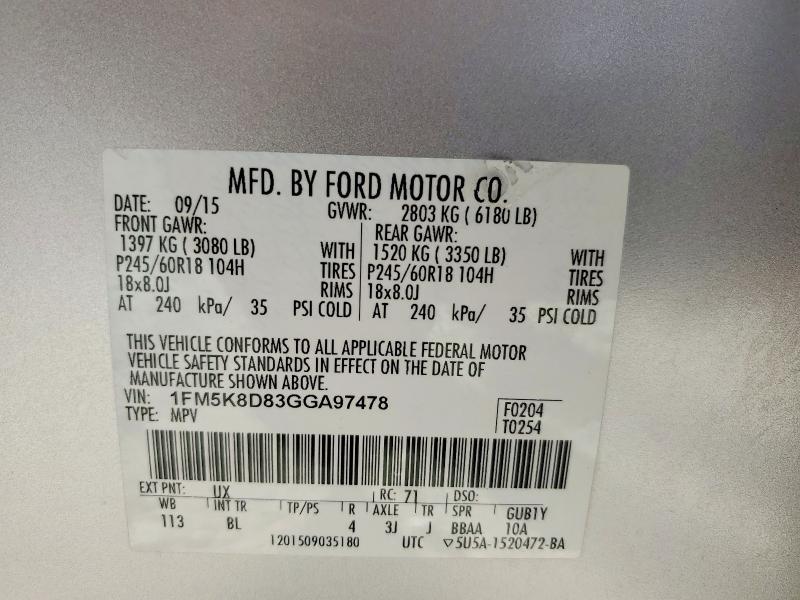 MFD. BY FORD MOTOR CO.
DATE: 09/15 GVWR: 2803 KG ( 6180 LB)
FRONT GAWR: REAR GAWR:
1397 KG ( 3080 LB) WITH 1520 KG ( 3350 LB) WITH
P245/60R18 104H TIRES P245/60R18 104H TIRES
18x8.0J RIMS 18x8.0J RIMS
AT 240 kPa/ 35 PSI COLD AT 240 kPa/ 35 PSI COLD
THIS VEHICLE CONFORMS TO ALL APPLICABLE FEDERAL MOTOR
VEHICLE SAFETY STANDARDS IN EFFECT ON THE DATE OF
MANUFACTURE SHOWN ABOVE.
VIN: 1FM5K8D83GGA97478 F0204
TYPE: MPV T0254
EXT PNT: UX RC: 71 DSO:
WB INT TR TP/PS R AXLE TR SPR GUB1Y
113 BL 4 3J J BBAA 10A
1201509035180 UTC ▽5U5A-1520472-BA